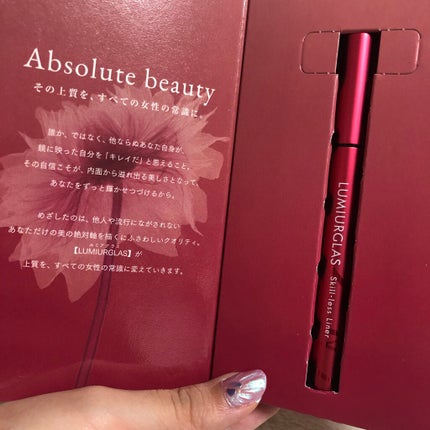 Absolute beauty
その上質を、すべての女性の常識に。
誰か、ではなく、他ならぬあなた自身が、
鏡に映った自分を「キレイだ」と思えること。
その自信こそが、内面から溢れ出る美しさとなって、
あなたをずっと輝かせつづけるから。
めざしたのは、他人や流行にながされない
あなただけの美の絶対軸を描くにふさわしいクオリティ。
ルミアグラス
【LUMIURGLAS】が
上質を、すべての女性の常識に変えていきます。
LUMIURGLAS
Skill-less Liner